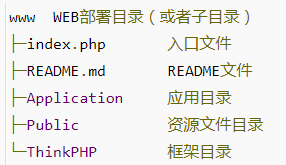 www  WEB部署目录（或者子目录）
├─index.php       入口文件
├─README.md       README文件
├─Application     应用目录
├─Public          资源文件目录
└─ThinkPHP        框架目录